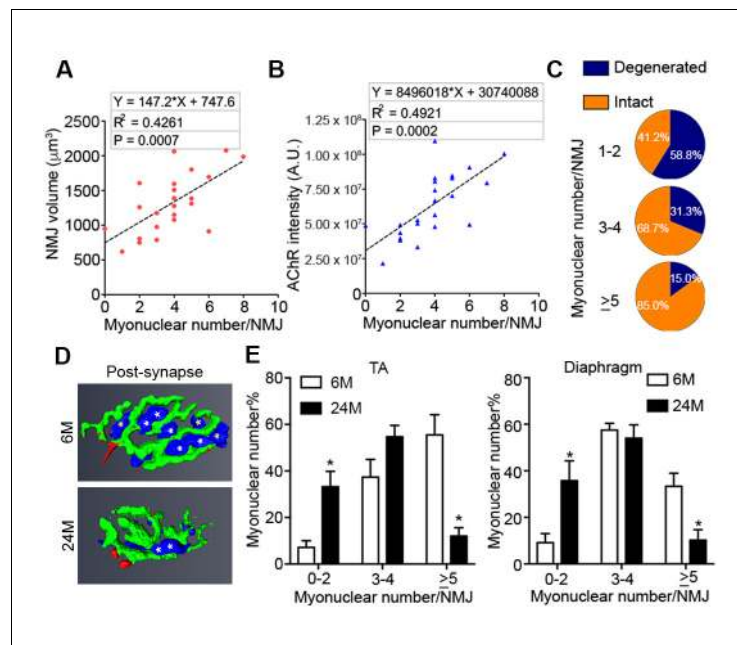 A
Y = 147.2*X + 747.6
R² = 0.4261
P = 0.0007
NMJ volume (μm³)
2500
2000
1500
1000
500
0
0 2 4 6 8 10
Myonuclear number/NMJ
B
Y = 8496018*X + 30740088
R² = 0.4921
P = 0.0002
AChR intensity (A.U.)
1.25 x 10⁸
1.00 x 10⁸
7.50 x 10⁷
5.00 x 10⁷
2.50 x 10⁷
0
0 2 4 6 8 10
Myonuclear number/NMJ
C
Degenerated
Intact
Myonuclear number/NMJ
1-2
41.2%
58.8%
3-4
31.3%
68.7%
≥5
15.0%
85.0%
D
Post-synapse
6M
* * * * * * * *
24M
* *
E
TA
6M
24M
Myonuclear number%
80
60
40
20
0
*
*
0-2 3-4 ≥5
Myonuclear number/NMJ
Diaphragm
6M
24M
Myonuclear number%
80
60
40
20
0
*
*
0-2 3-4 ≥5
Myonuclear number/NMJ